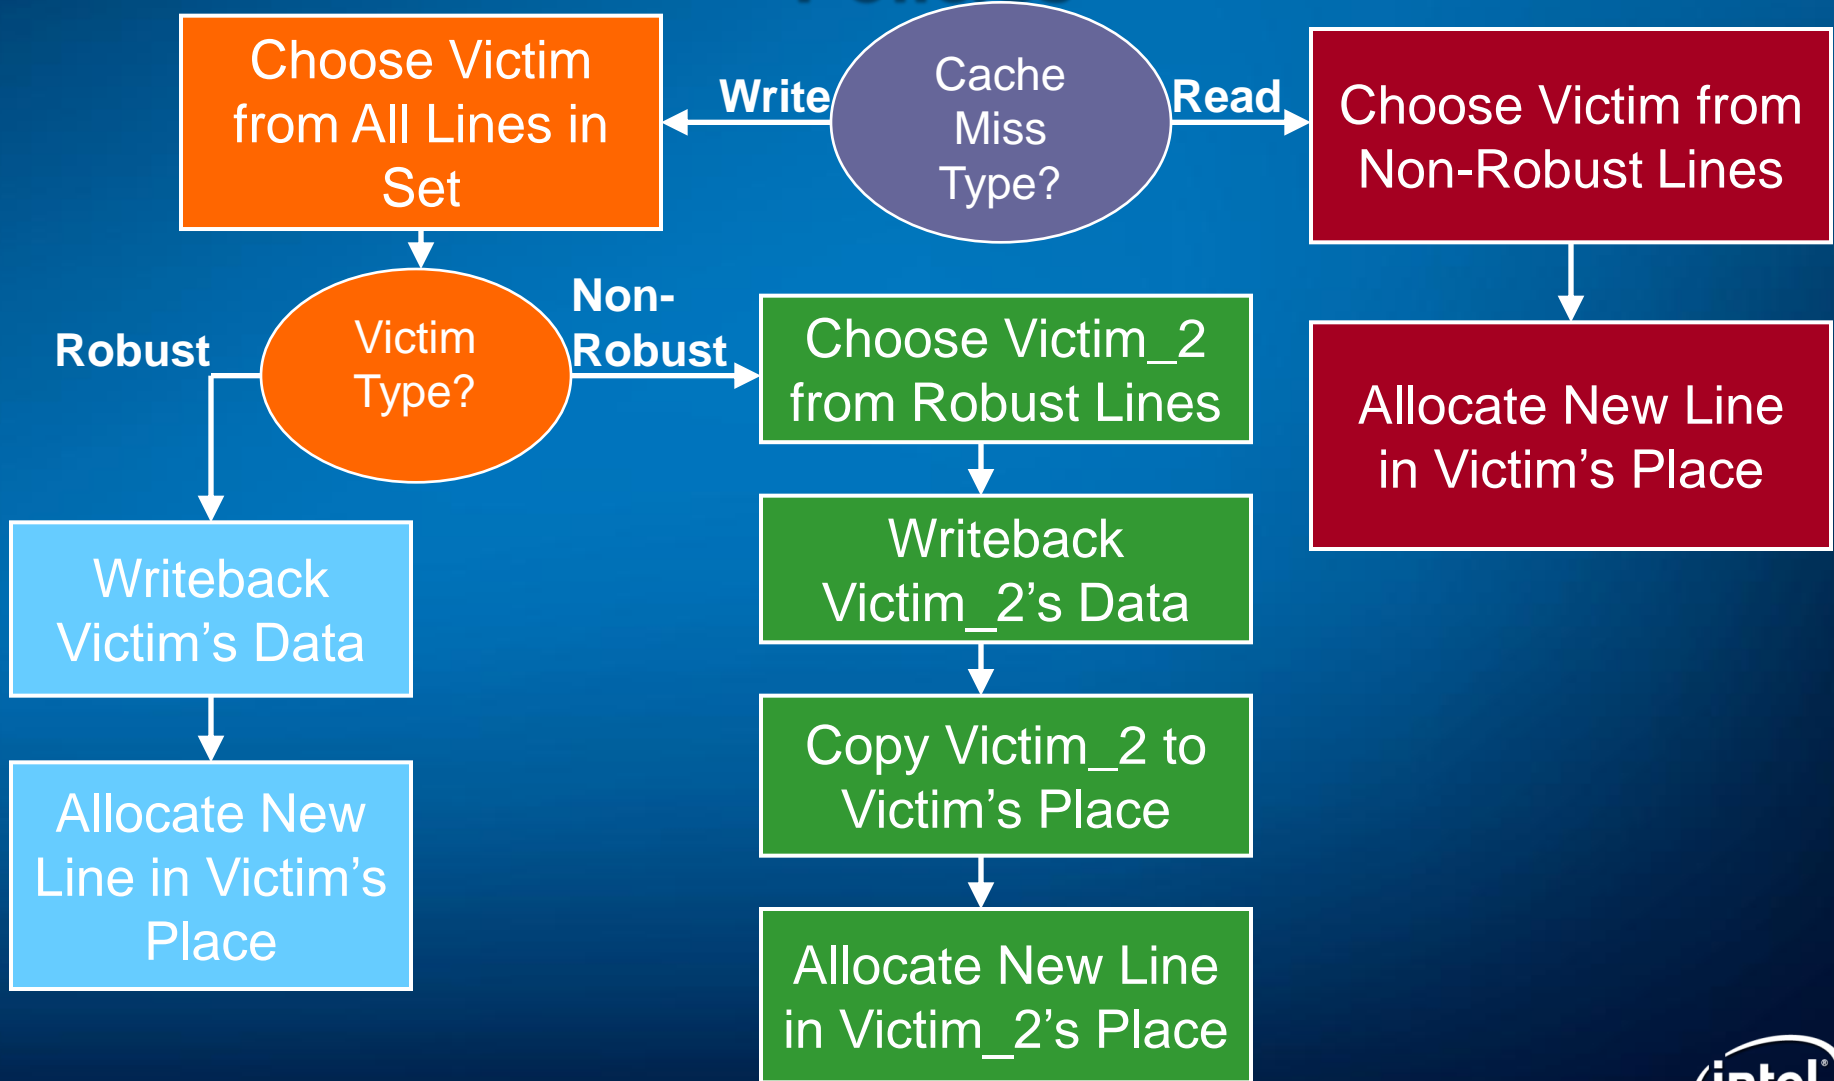 Choose Victim
from All Lines in
Set
Write
Cache
Miss
Type?
Read
Choose Victim from
Non-Robust Lines
Robust
Victim
Type?
Non-
Robust
Choose Victim_2
from Robust Lines
Allocate New Line
in Victim’s Place
Writeback
Victim’s Data
Writeback
Victim_2’s Data
Allocate New
Line in Victim’s
Place
Copy Victim_2 to
Victim’s Place
Allocate New Line
in Victim_2’s Place
intel®